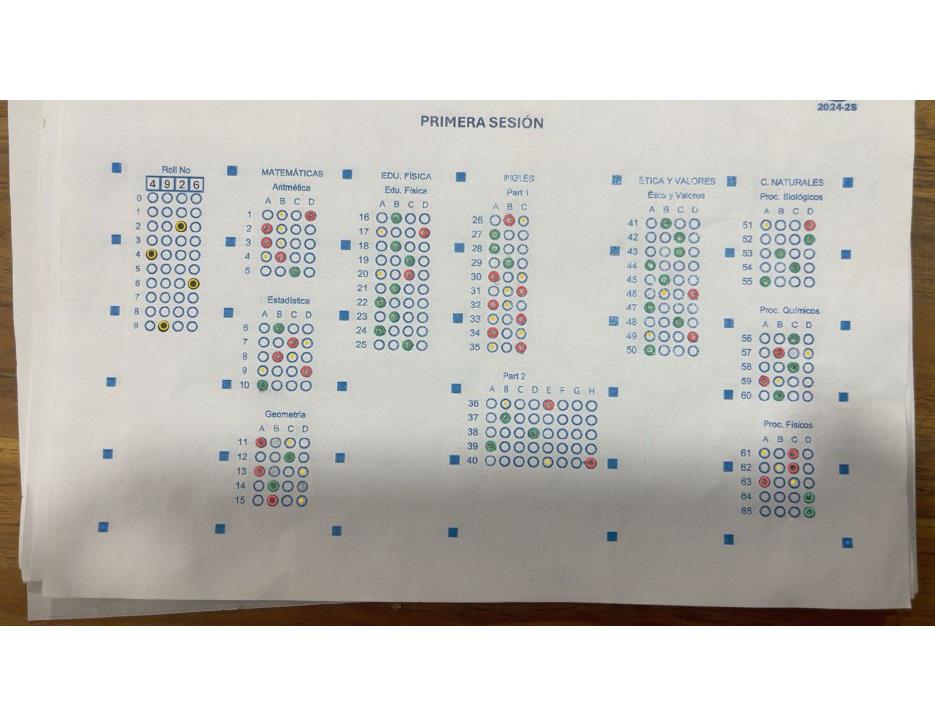 2024-25
PRIMERA SESIÓN
Roll No
4 9 2 6
0
1
2
3
4
5
6
7
8
9
MATEMÁTICAS
Aritmética
A B C D
1
2
3
4
5
Estadística
A B C D
6
7
8
9
10
Geometría
A B C D
11
12
13
14
15
EDU. FÍSICA
Edu. Física
A B C D
16
17
18
19
20
21
22
23
24
25
INGLÉS
Part 1
A B C
26
27
28
29
30
31
32
33
34
35
Part 2
A B C D E F G H
36
37
38
39
40
ÉTICA Y VALORES
Ética y Valores
A B C D
41
42
43
44
45
46
47
48
49
50
C. NATURALES
Proc. Biológicos
A B C D
51
52
53
54
55
Proc. Químicos
A B C D
56
57
58
59
60
Proc. Físicos
A B C D
61
62
63
64
65